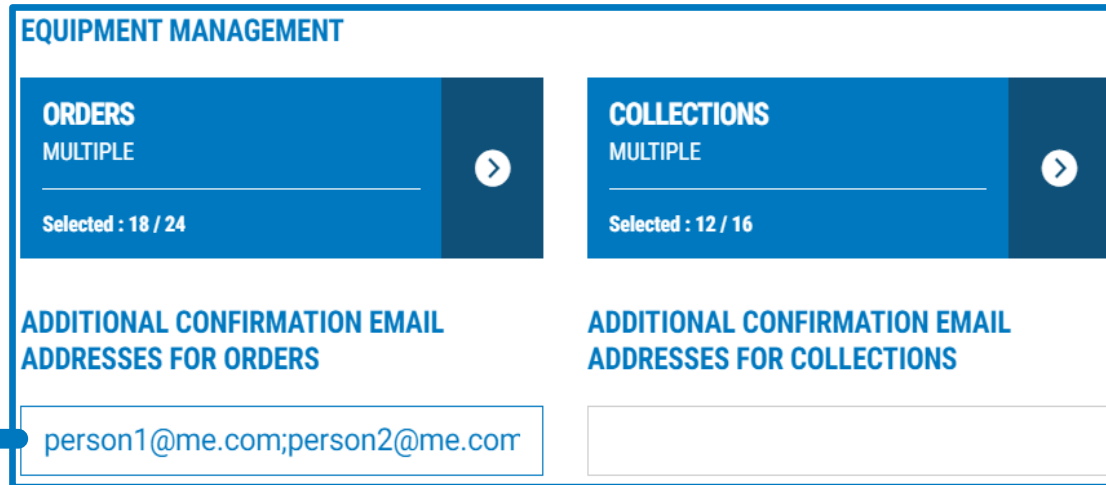 EQUIPMENT MANAGEMENT
ORDERS
MULTIPLE
Selected : 18 / 24
COLLECTIONS
MULTIPLE
Selected : 12 / 16
ADDITIONAL CONFIRMATION EMAIL
ADDRESSES FOR ORDERS
person1@me.com;person2@me.com
ADDITIONAL CONFIRMATION EMAIL
ADDRESSES FOR COLLECTIONS